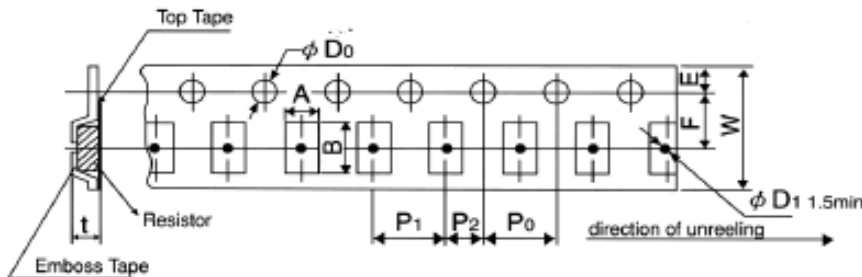 Top Tape
φ D0
A
E
B
F
W
t
Resistor
P1
P2
P0
φ D1 1.5min
direction of unreeling
Emboss Tape